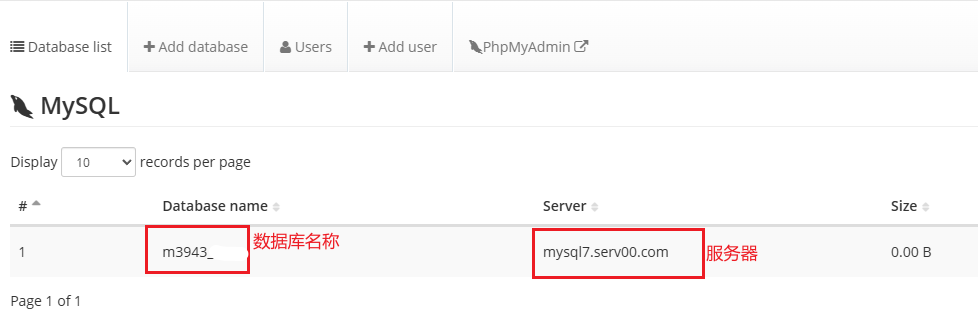 Database list Add database Users Add user PhpMyAdmin
MySQL
Display 10 records per page
# Database name Server Size
1 m3943_ 数据库名称 mysql7.serv00.com 服务器 0.00 B
Page 1 of 1